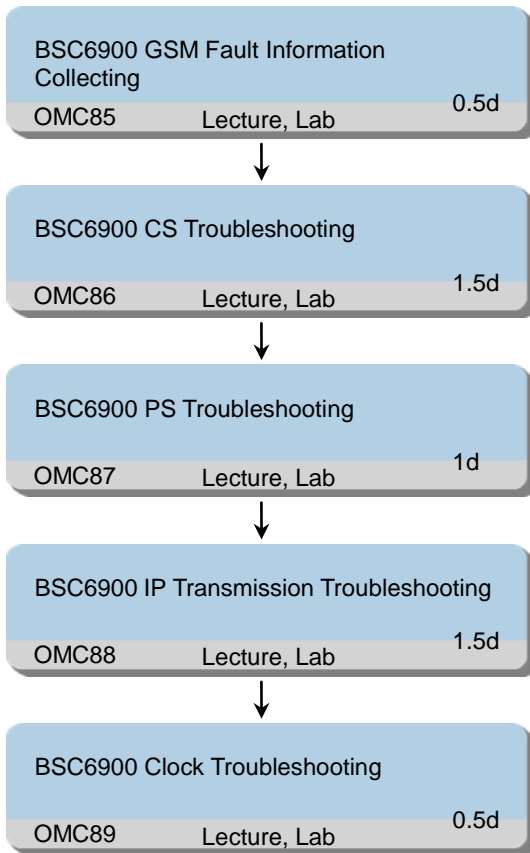 BSC6900 GSM Fault Information
Collecting
0.5d
OMC85 Lecture, Lab
BSC6900 CS Troubleshooting
1.5d
OMC86 Lecture, Lab
BSC6900 PS Troubleshooting
1d
OMC87 Lecture, Lab
BSC6900 IP Transmission Troubleshooting
1.5d
OMC88 Lecture, Lab
BSC6900 Clock Troubleshooting
0.5d
OMC89 Lecture, Lab